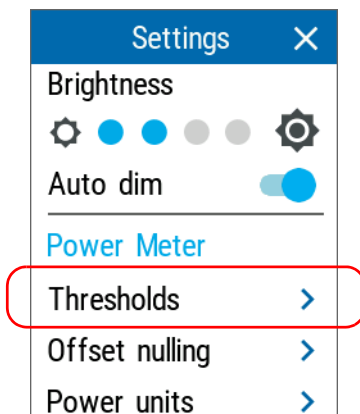 Settings
Brightness
Auto dim
Power Meter
Thresholds
Offset nulling
Power units